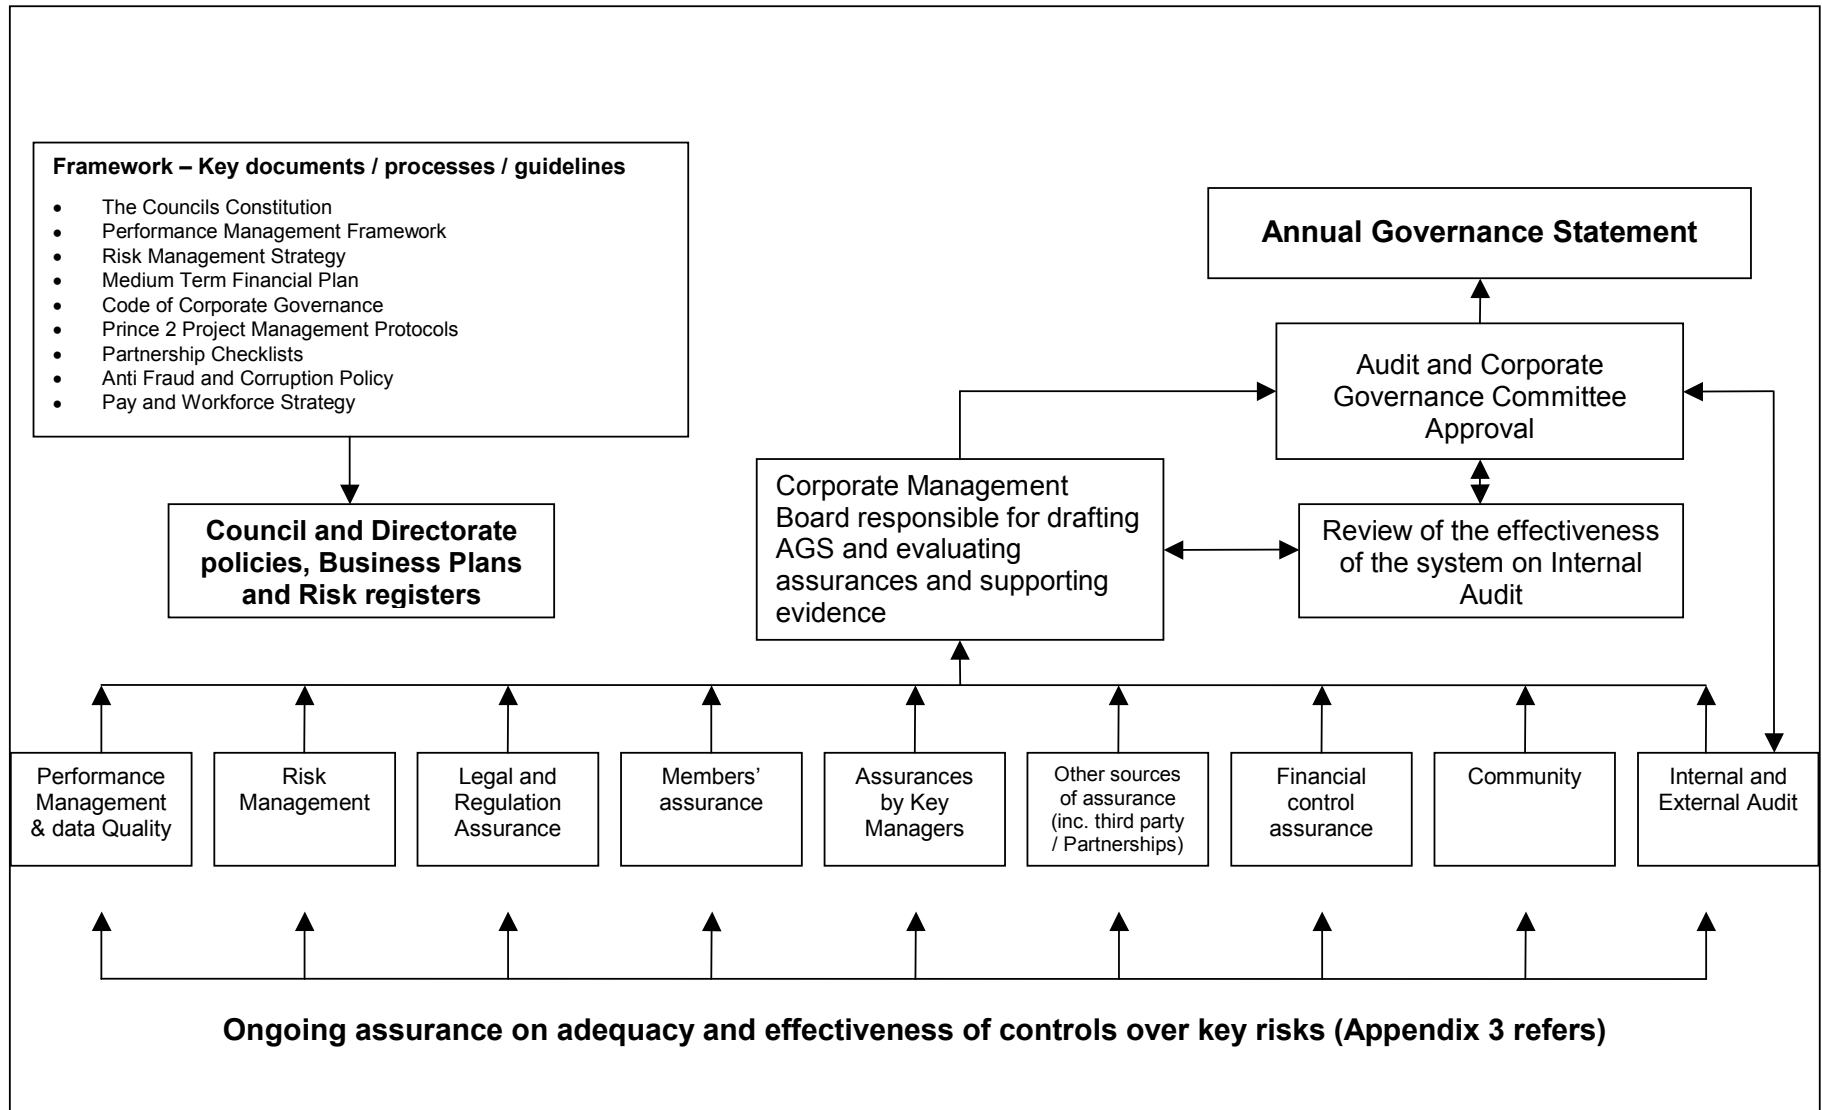 Framework – Key documents / processes / guidelines
• The Councils Constitution
• Performance Management Framework
• Risk Management Strategy
• Medium Term Financial Plan
• Code of Corporate Governance
• Prince 2 Project Management Protocols
• Partnership Checklists
• Anti Fraud and Corruption Policy
• Pay and Workforce Strategy
Council and Directorate
policies, Business Plans
and Risk registers
Annual Governance Statement
Audit and Corporate
Governance Committee
Approval
Corporate Management
Board responsible for drafting
AGS and evaluating
assurances and supporting
evidence
Review of the effectiveness
of the system on Internal
Audit
Performance
Management
& data Quality
Risk
Management
Legal and
Regulation
Assurance
Members’
assurance
Assurances
by Key
Managers
Other sources
of assurance
(inc. third party
/ Partnerships)
Financial
control
assurance
Community
Internal and
External Audit
Ongoing assurance on adequacy and effectiveness of controls over key risks (Appendix 3 refers)